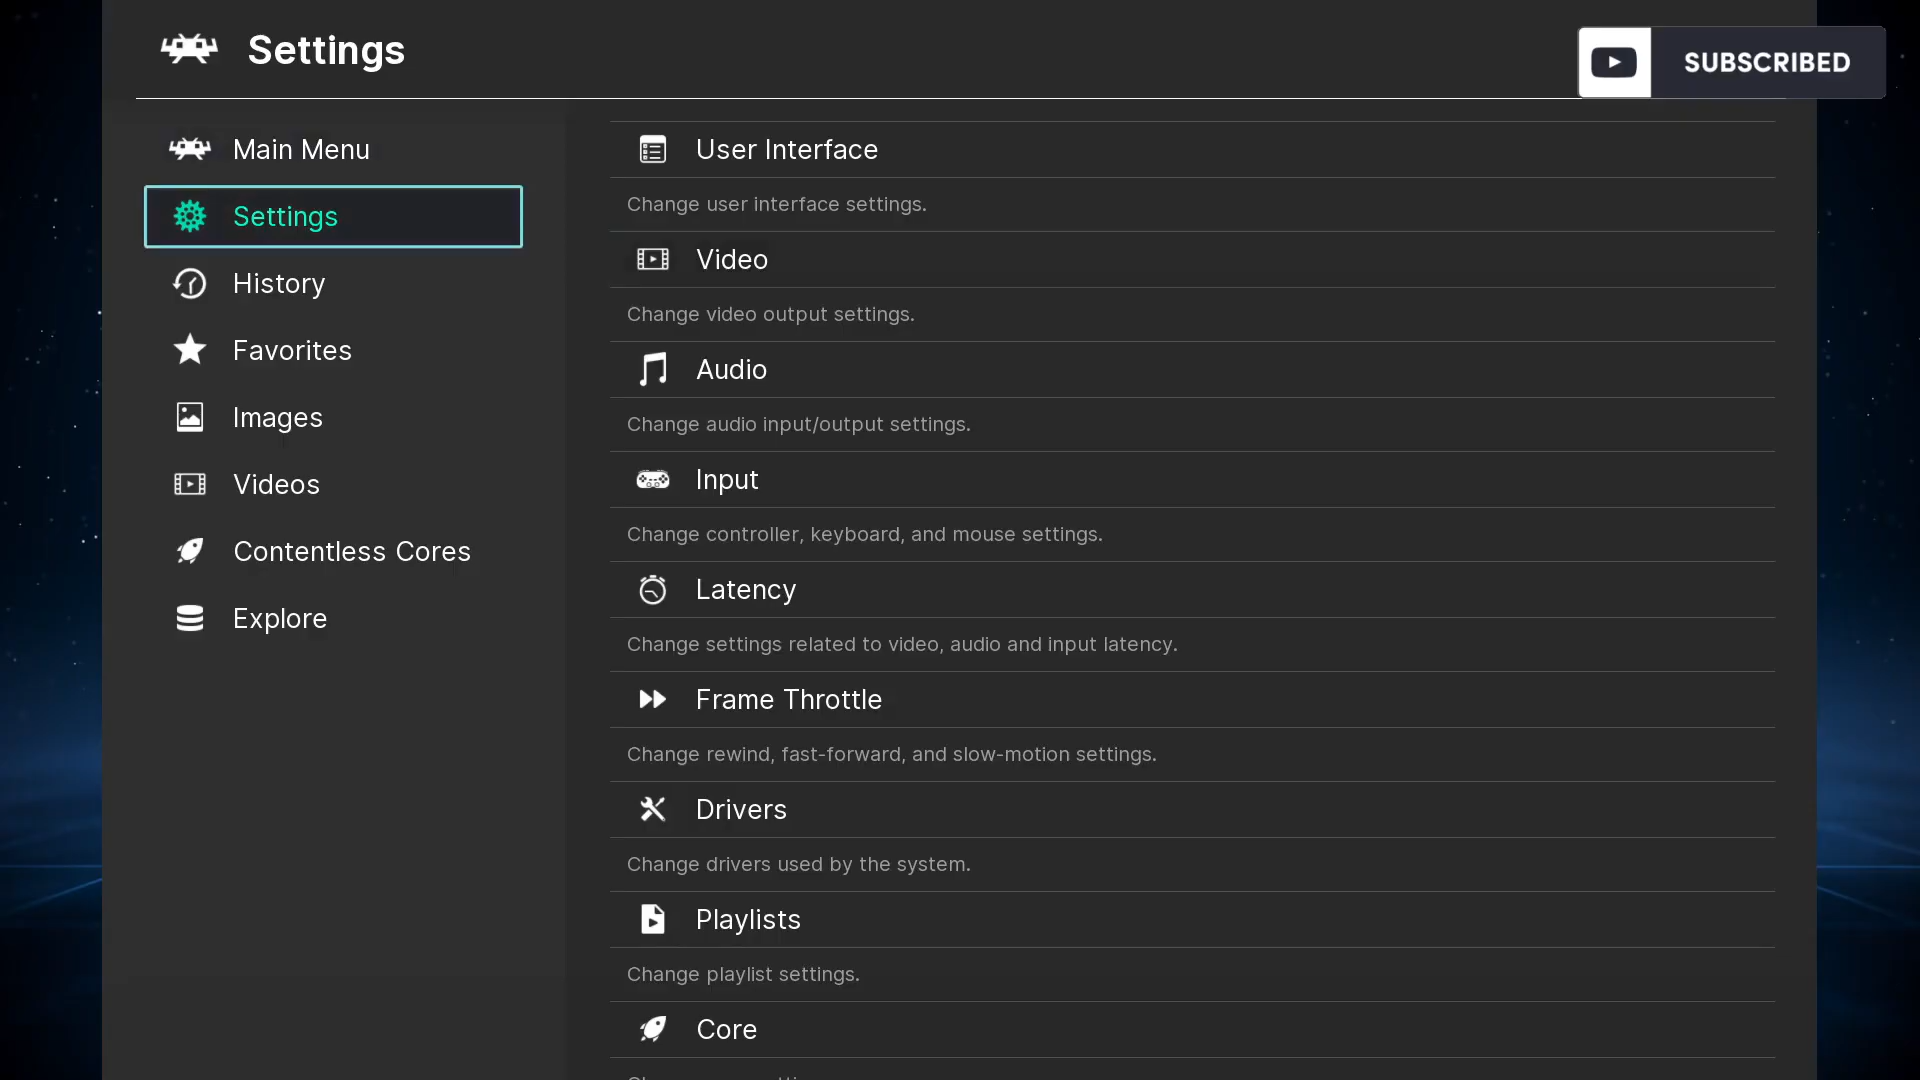 Settings
SUBSCRIBED
Main Menu
Settings
History
Favorites
Images
Videos
Contentless Cores
Explore
User Interface
Change user interface settings.
Video
Change video output settings.
Audio
Change audio input/output settings.
Input
Change controller, keyboard, and mouse settings.
Latency
Change settings related to video, audio and input latency.
Frame Throttle
Change rewind, fast-forward, and slow-motion settings.
Drivers
Change drivers used by the system.
Playlists
Change playlist settings.
Core